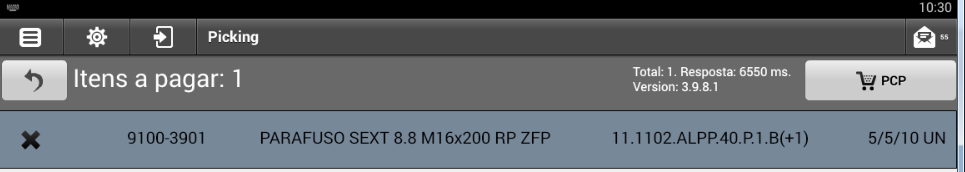 10:30
Picking
55
Itens a pagar: 1
Total: 1. Resposta: 6550 ms.
Version: 3.9.8.1
PCP
9100-3901 PARAFUSO SEXT 8.8 M16x200 RP ZFP 11.1102.ALPP.40.P.1.B(+1) 5/5/10 UN